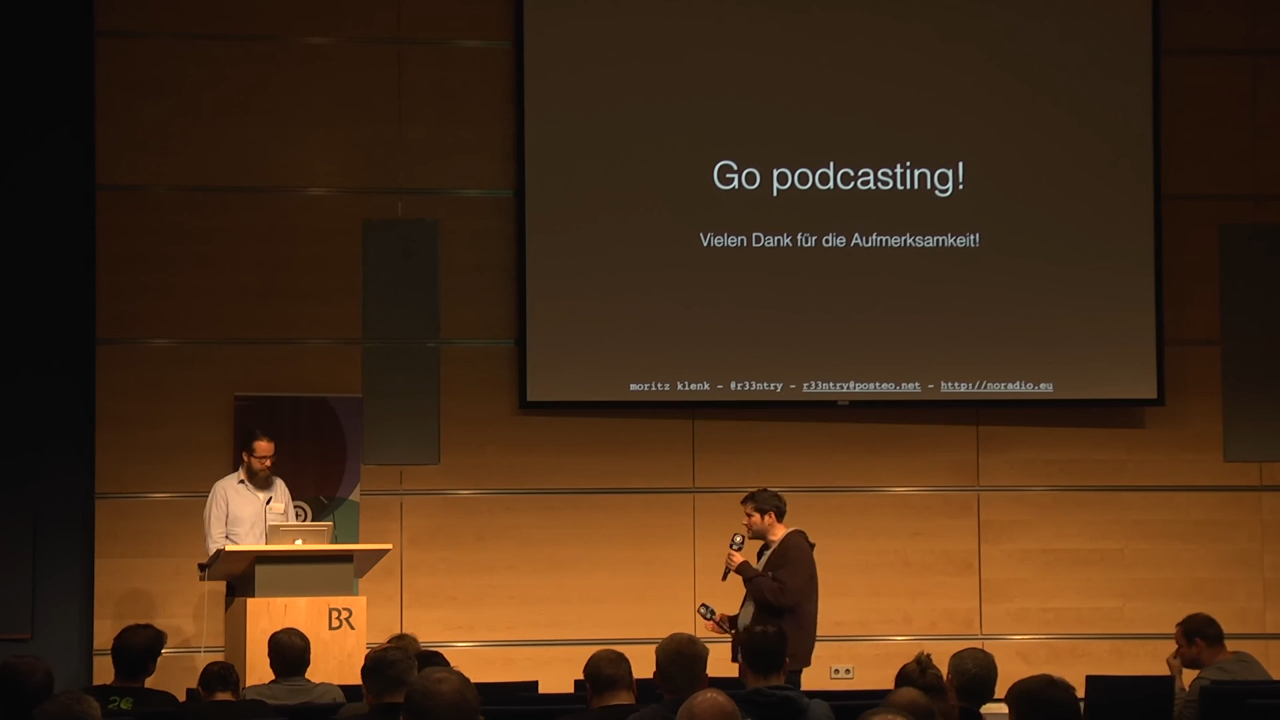 Go podcasting!
Vielen Dank für die Aufmerksamkeit!
moritz klenk – @r33ntry – r33ntry@posteo.net – http://noradio.eu
BR